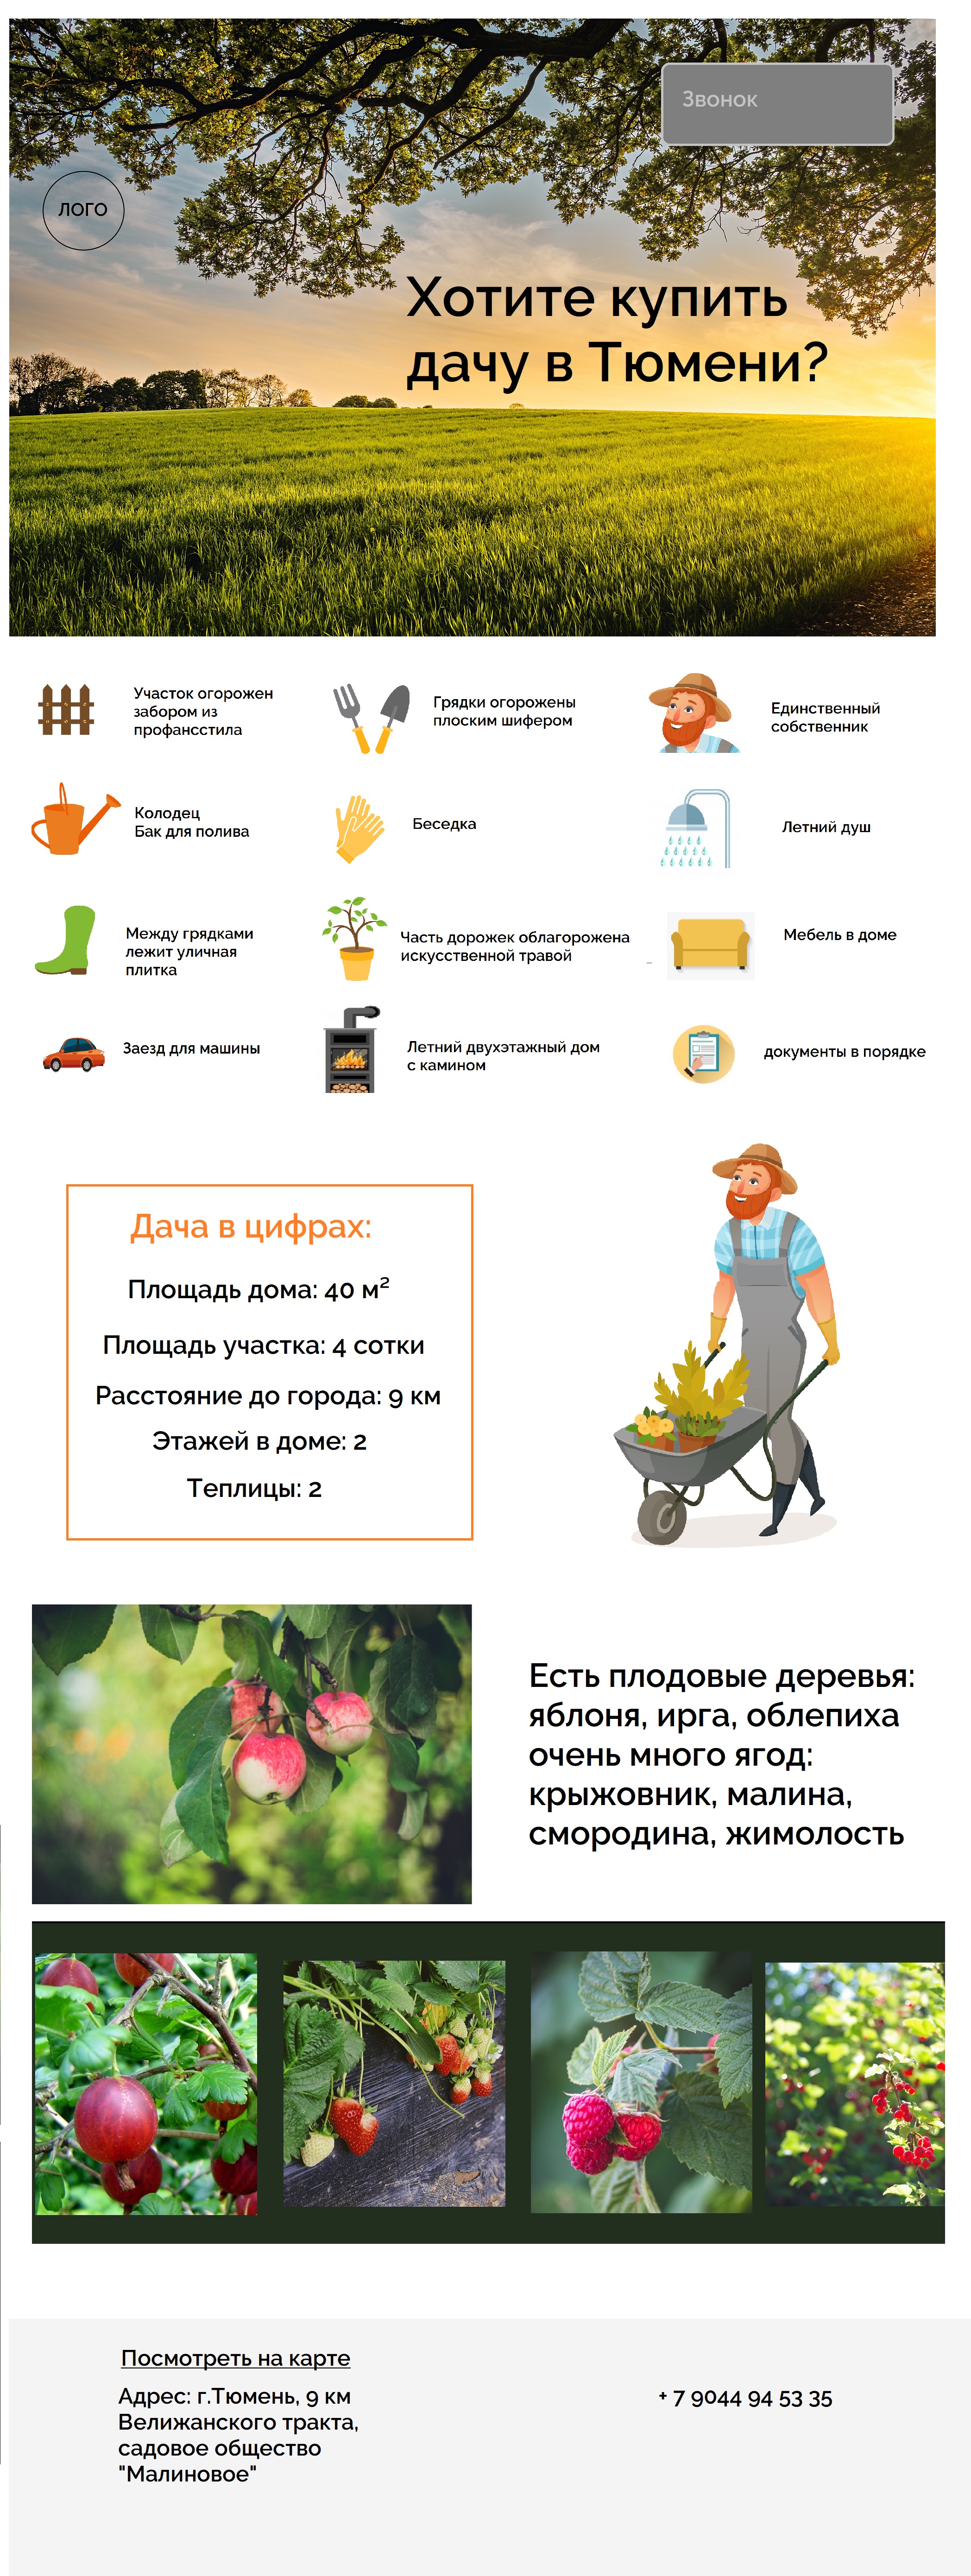 Звонок
ЛОГО
Хотите купить
дачу в Тюмени?
Участок огорожен
забором из
профансстила
Грядки огорожены
плоским шифером
Единственный
собственник
Колодец
Бак для полива
Беседка
Летний душ
Между грядками
лежит уличная
плитка
Часть дорожек облагорожена
искусственной травой
Мебель в доме
Заезд для машины
Летний двухэтажный дом
с камином
документы в порядке
Дача в цифрах:
Площадь дома: 40 м²
Площадь участка: 4 сотки
Расстояние до города: 9 км
Этажей в доме: 2
Теплицы: 2
Есть плодовые деревья:
яблоня, ирга, облепиха
очень много ягод:
крыжовник, малина,
смородина, жимолость
Посмотреть на карте
Адрес: г.Тюмень, 9 км
Велижанского тракта,
садовое общество
"Малиновое"
+ 7 9044 94 53 35